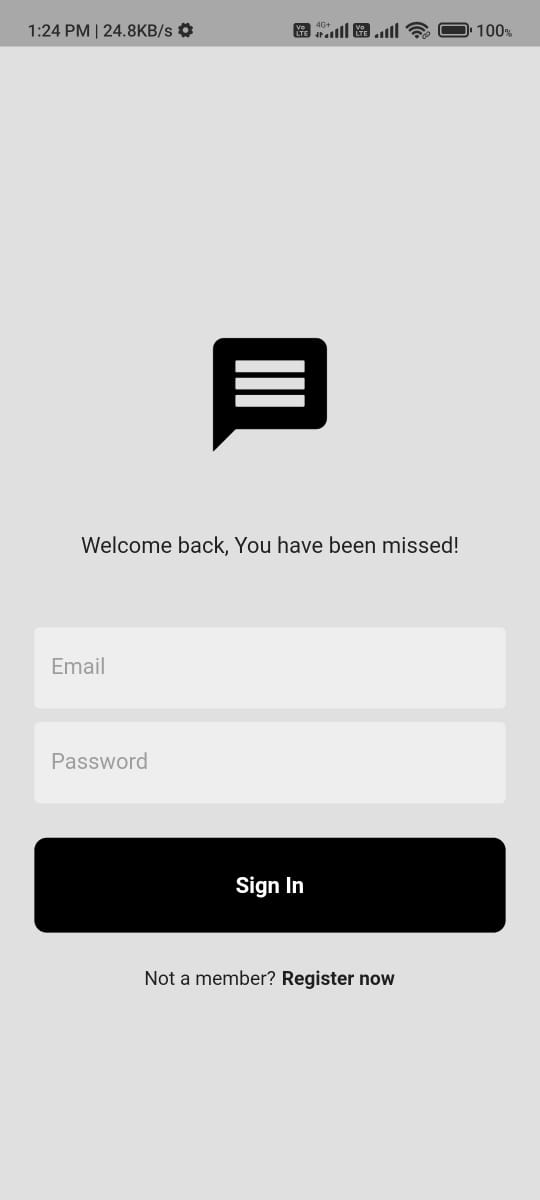 1:24 PM | 24.8KB/s Vo LTE 4G+ Vo LTE 100%
Welcome back, You have been missed!
Email
Password
Sign In
Not a member? Register now